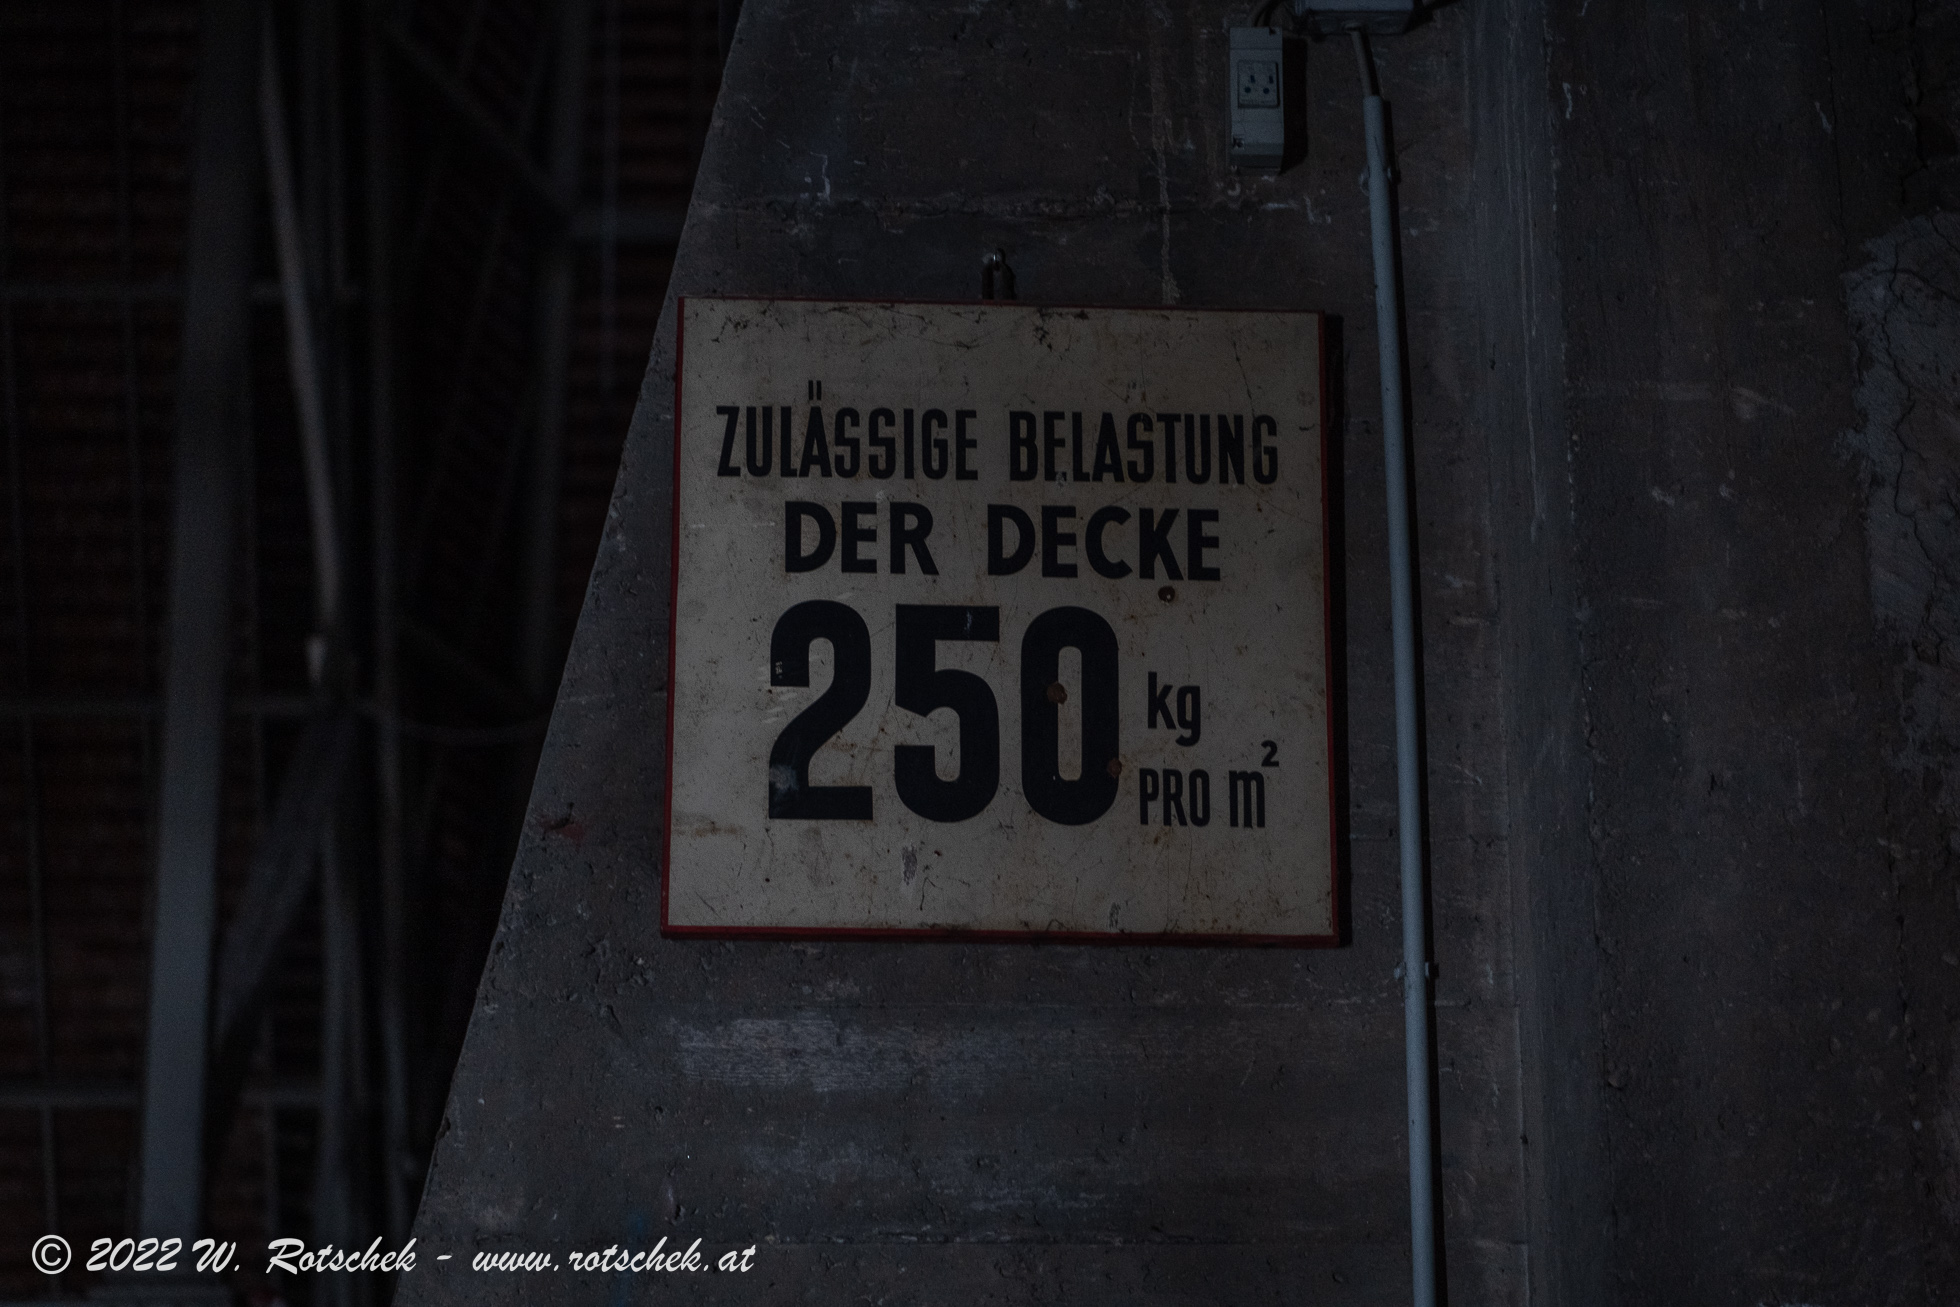 ZULÄSSIGE BELASTUNG
DER DECKE
250 kg
PRO m²
© 2022 W. Rotschek - www.rotschek.at